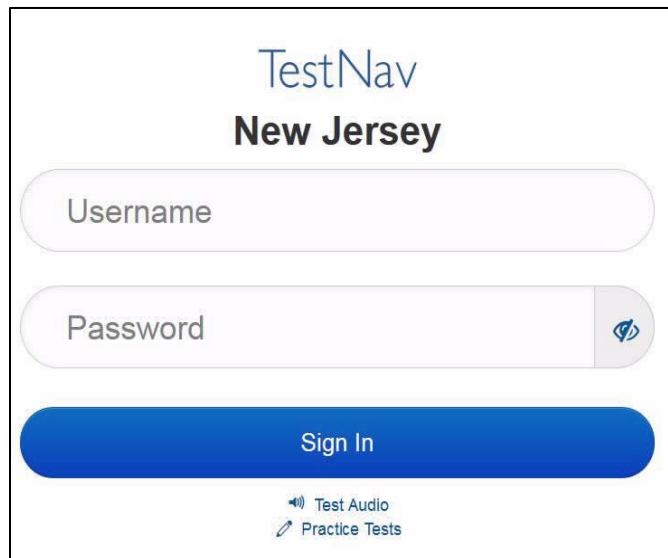 TestNav
New Jersey
Username
Password
Sign In
Test Audio
Practice Tests